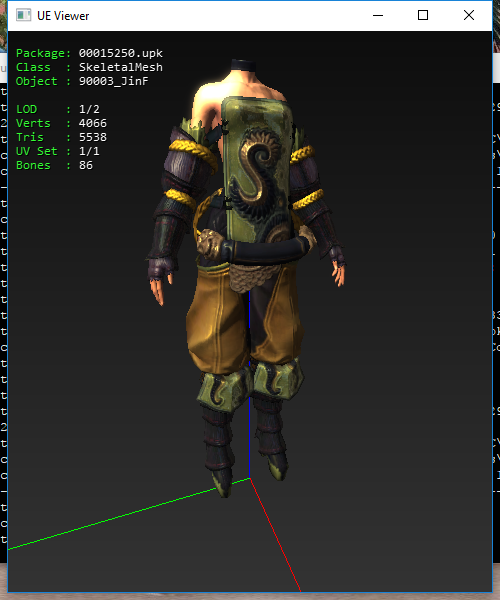 UE Viewer
Package: 00015250.upk
Class : SkeletalMesh
Object : 90003_JinF
LOD : 1/2
Verts : 4066
Tris : 5538
UV Set : 1/1
Bones : 86